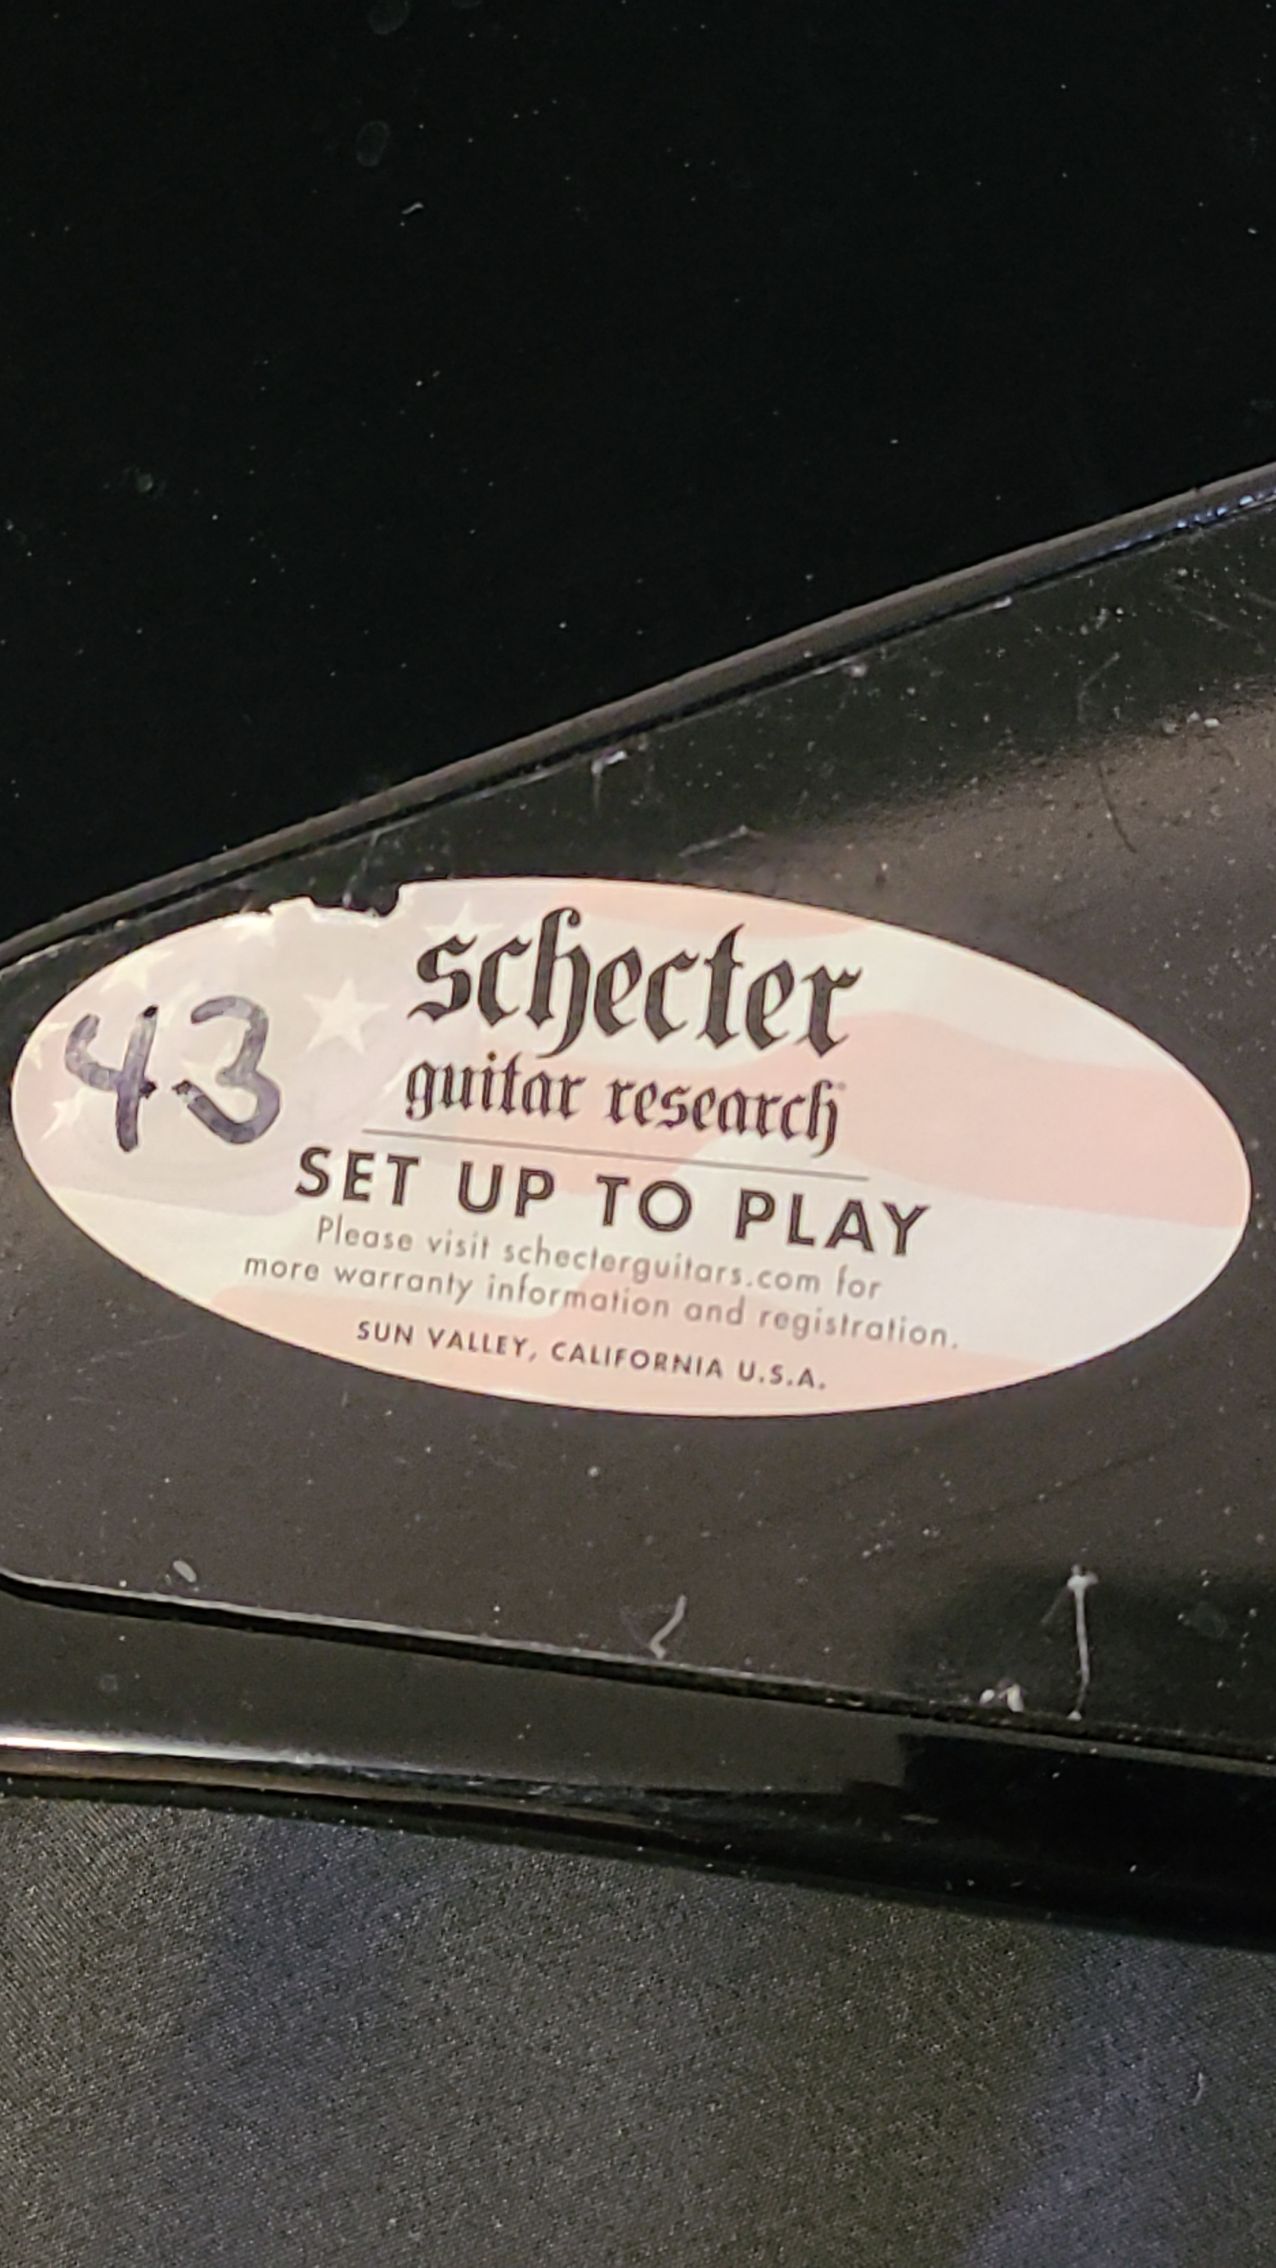 43
schecter
guitar research
SET UP TO PLAY
Please visit schecterguitars.com for
more warranty information and registration.
SUN VALLEY, CALIFORNIA U.S.A.